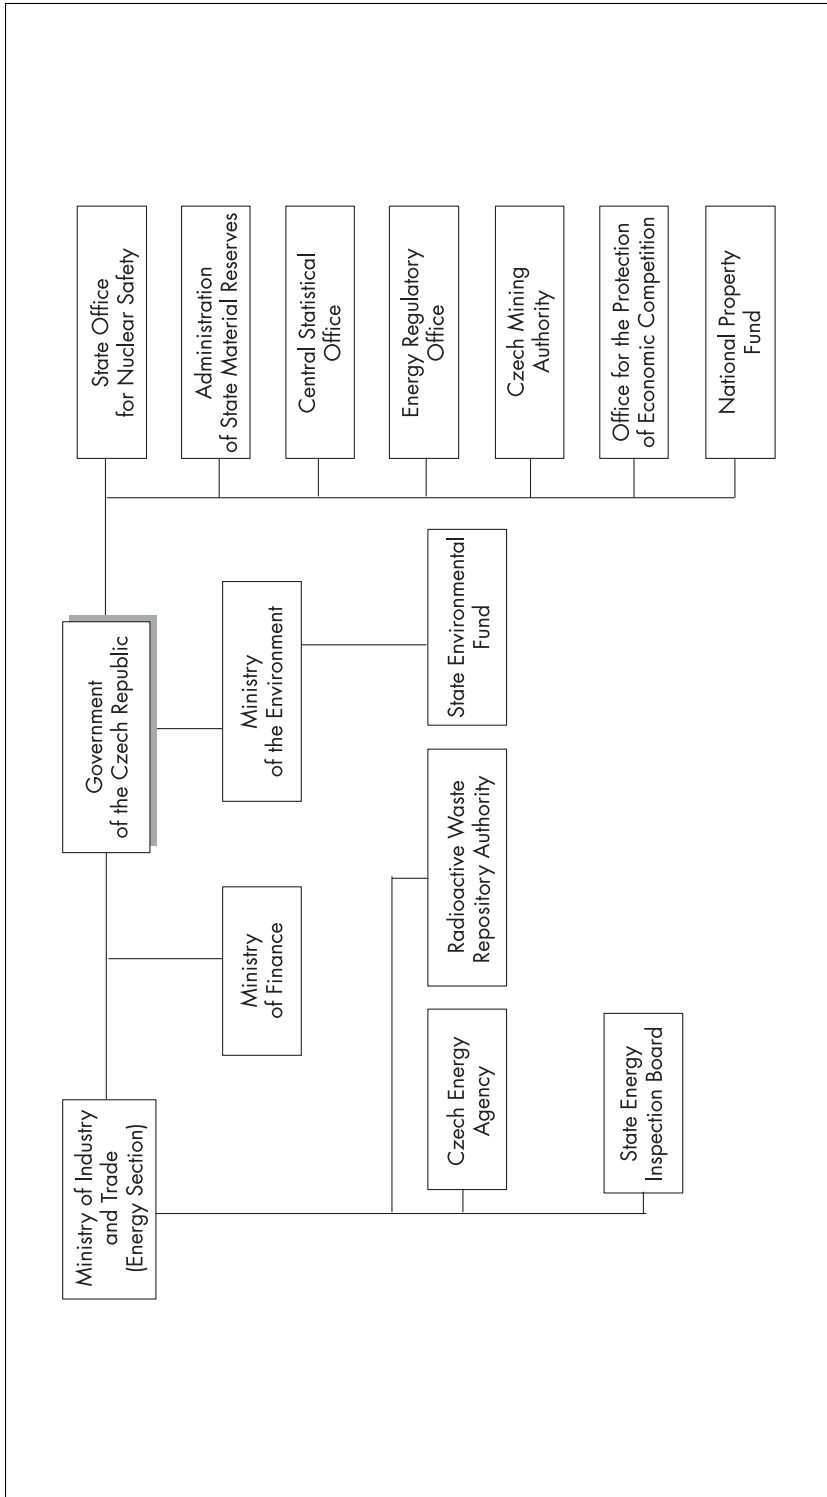 Ministry of Industry
and Trade
(Energy Section)
Government
of the Czech Republic
State Office
for Nuclear Safety
Administration
of State Material Reserves
Ministry
of Finance
Ministry
of the Environment
Central Statistical
Office
Energy Regulatory
Office
Czech Energy
Agency
Radioactive Waste
Repository Authority
State Environmental
Fund
Czech Mining
Authority
State Energy
Inspection Board
Office for the Protection
of Economic Competition
National Property
Fund